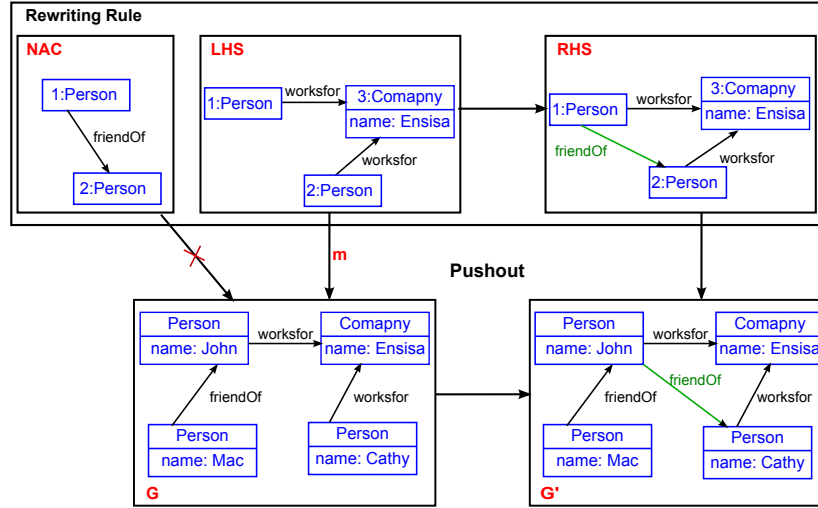 Rewriting Rule
NAC
1:Person
friendOf
2:Person
LHS
1:Person
worksfor
3:Comapny
name: Ensisa
worksfor
2:Person
RHS
1:Person
worksfor
3:Comapny
name: Ensisa
friendOf
worksfor
2:Person
m
Pushout
Person
name: John
worksfor
Comapny
name: Ensisa
friendOf
worksfor
Person
name: Mac
Person
name: Cathy
G
Person
name: John
worksfor
Comapny
name: Ensisa
friendOf
friendOf
worksfor
Person
name: Mac
Person
name: Cathy
G'